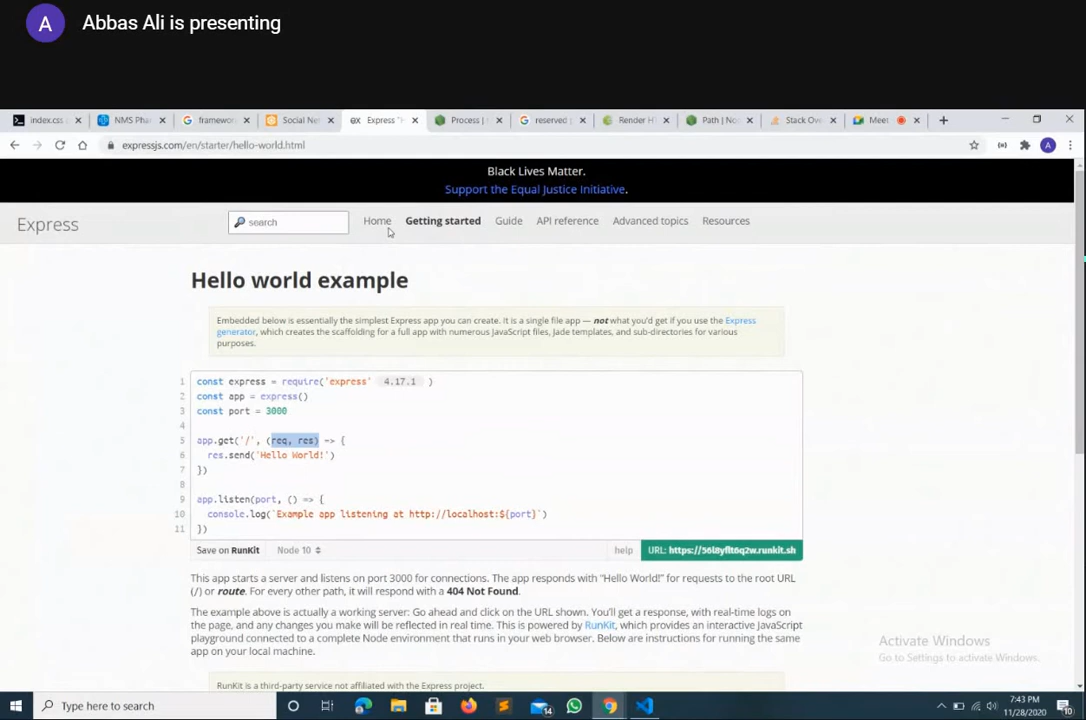 A Abbas Ali is presenting
index.css NMS Pha framewo Social Ne EX Express " Process | reserved Render H Path | No Stack Ove Meet
expressjs.com/en/starter/hello-world.html A
Black Lives Matter.
Support the Equal Justice Initiative.
Express search Home Getting started Guide API reference Advanced topics Resources
Hello world example
Embedded below is essentially the simplest Express app you can create. It is a single file app — not what you'd get if you use the Express
generator, which creates the scaffolding for a full app with numerous JavaScript files, Jade templates, and sub-directories for various
purposes.
1 const express = require('express' 4.17.1 )
2 const app = express()
3 const port = 3000
4
5 app.get('/', (req, res) => {
6 res.send('Hello World!')
7 })
8
9 app.listen(port, () => {
10 console.log(`Example app listening at http://localhost:${port}`)
11 })
Save on RunKit Node 10 help URL: https://56l8yflt6q2w.runkit.sh
This app starts a server and listens on port 3000 for connections. The app responds with "Hello World!" for requests to the root URL
(/) or route. For every other path, it will respond with a 404 Not Found.
The example above is actually a working server: Go ahead and click on the URL shown. You'll get a response, with real-time logs on
the page, and any changes you make will be reflected in real time. This is powered by RunKit, which provides an interactive JavaScript
playground connected to a complete Node environment that runs in your web browser. Below are instructions for running the same
app on your local machine.
Activate Windows
Go to Settings to activate Windows.
RunKit is a third-party service not affiliated with the Express project.
Type here to search 14 7:43 PM
11/28/2020 10